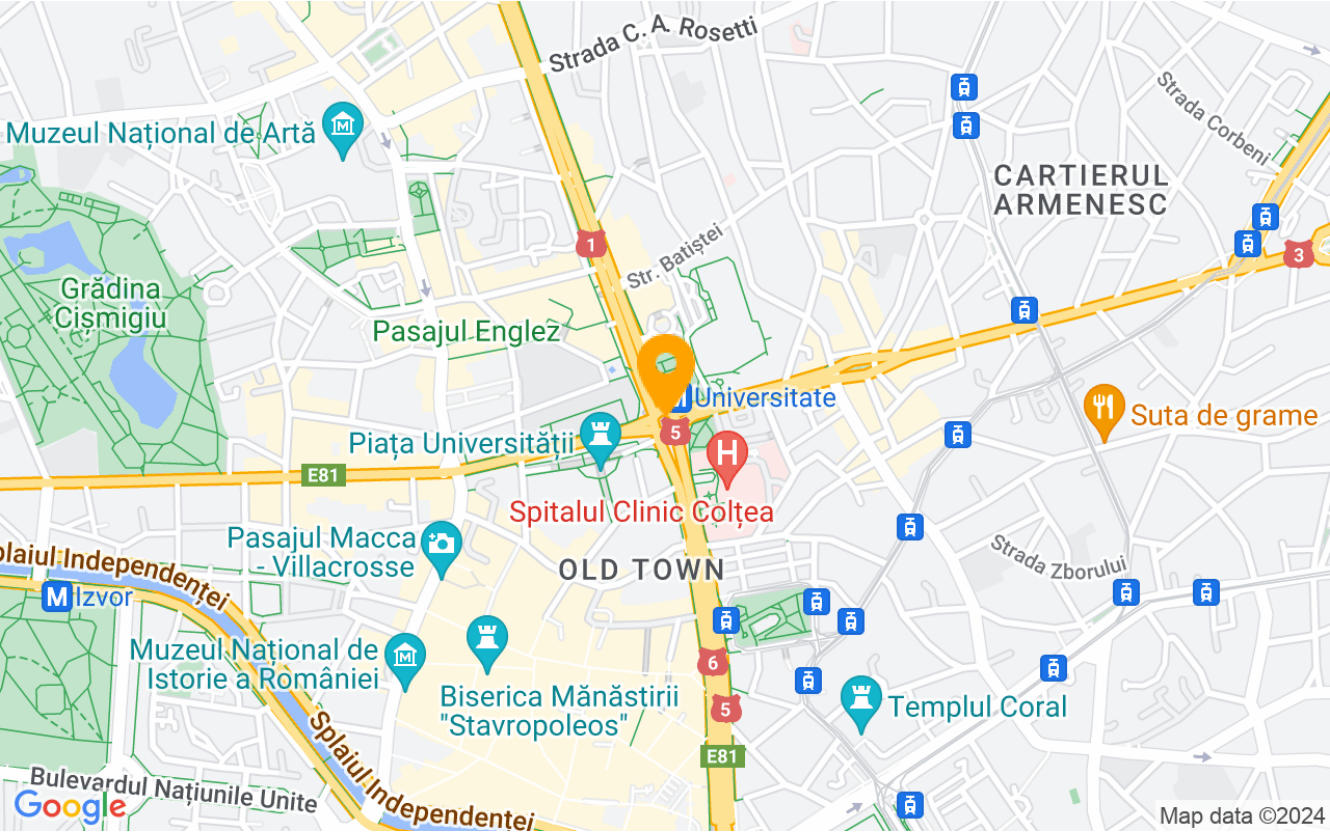 Strada C. A. Rosetti
Strada Corbeni
Muzeul Național de Artă
CARTIERUL
ARMENESC
1
Str. Batiștei
3
Grădina
Cișmigiu
Pasajul Englez
Universitate
5
Suta de grame
Piața Universității
H
E81
Spitalul Clinic Colțea
Pasajul Macca
- Villacrosse
OLD TOWN
Strada Zborului
plaiul Independenței
M Izvor
Muzeul Național de
Istorie a României
6
Biserica Mănăstirii
"Stavropoleos"
5
Templul Coral
E81
Splaiul Independenței
Bulevardul Națiunile Unite
Google
Map data ©2024